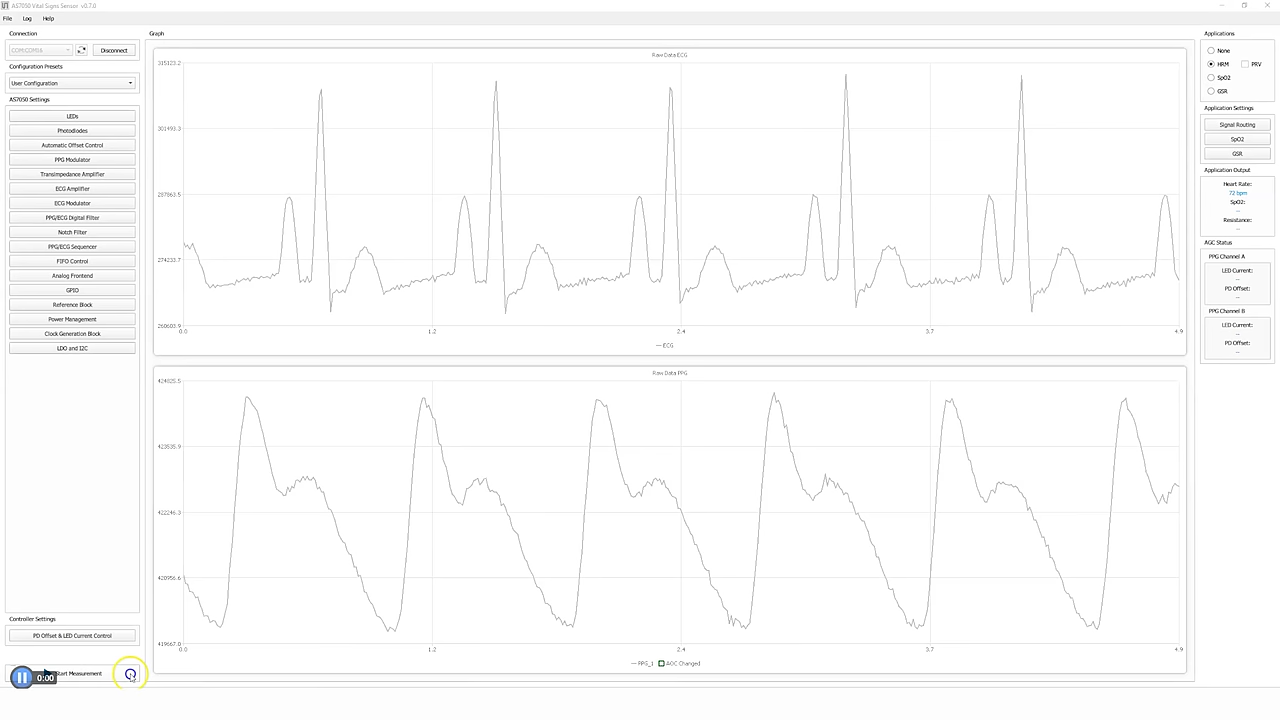 AS7050 Vital Signs Sensor v0.7.0
File Log Help
Connection
COM:COM16
Disconnect
Configuration Presets
User Configuration
AS7050 Settings
LEDs
Photodiodes
Automatic Offset Control
PPG Modulator
Transimpedance Amplifier
ECG Amplifier
ECG Modulator
PPG/ECG Digital Filter
Notch Filter
PPG/ECG Sequencer
FIFO Control
Analog Frontend
GPIO
Reference Block
Power Management
Clock Generation Block
LDO and I2C
Controller Settings
PD Offset & LED Current Control
Start Measurement
0:00
Graph
Raw Data ECG
315123.2
301493.3
287863.5
274233.7
260603.9
0.0 1.2 2.4 3.7 4.9
ECG
Raw Data PPG
424825.5
423535.9
422246.3
420956.6
419667.0
0.0 1.2 2.4 3.7 4.9
PPG_1 AGC Changed
Applications
None
HRM PRV
SpO2
GSR
Application Settings
Signal Routing
SpO2
GSR
Application Output
Heart Rate:
72 bpm
SpO2:
--
Resistance:
--
AGC Status
PPG Channel A
LED Current:
--
PD Offset:
--
PPG Channel B
LED Current:
--
PD Offset:
--